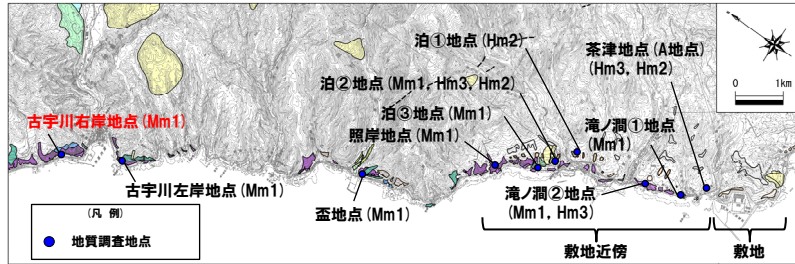 泊①地点(Hm2)
茶津地点(A地点)
(Hm3, Hm2)
泊②地点(Mm1, Hm3, Hm2)
0 1km
泊③地点(Mm1)
古宇川右岸地点(Mm1)
照岸地点(Mm1)
滝ノ澗①地点
(Mm1)
古宇川左岸地点(Mm1)
盃地点(Mm1)
滝ノ澗②地点
(Mm1, Hm3)
(凡 例)
地質調査地点
敷地近傍
敷地